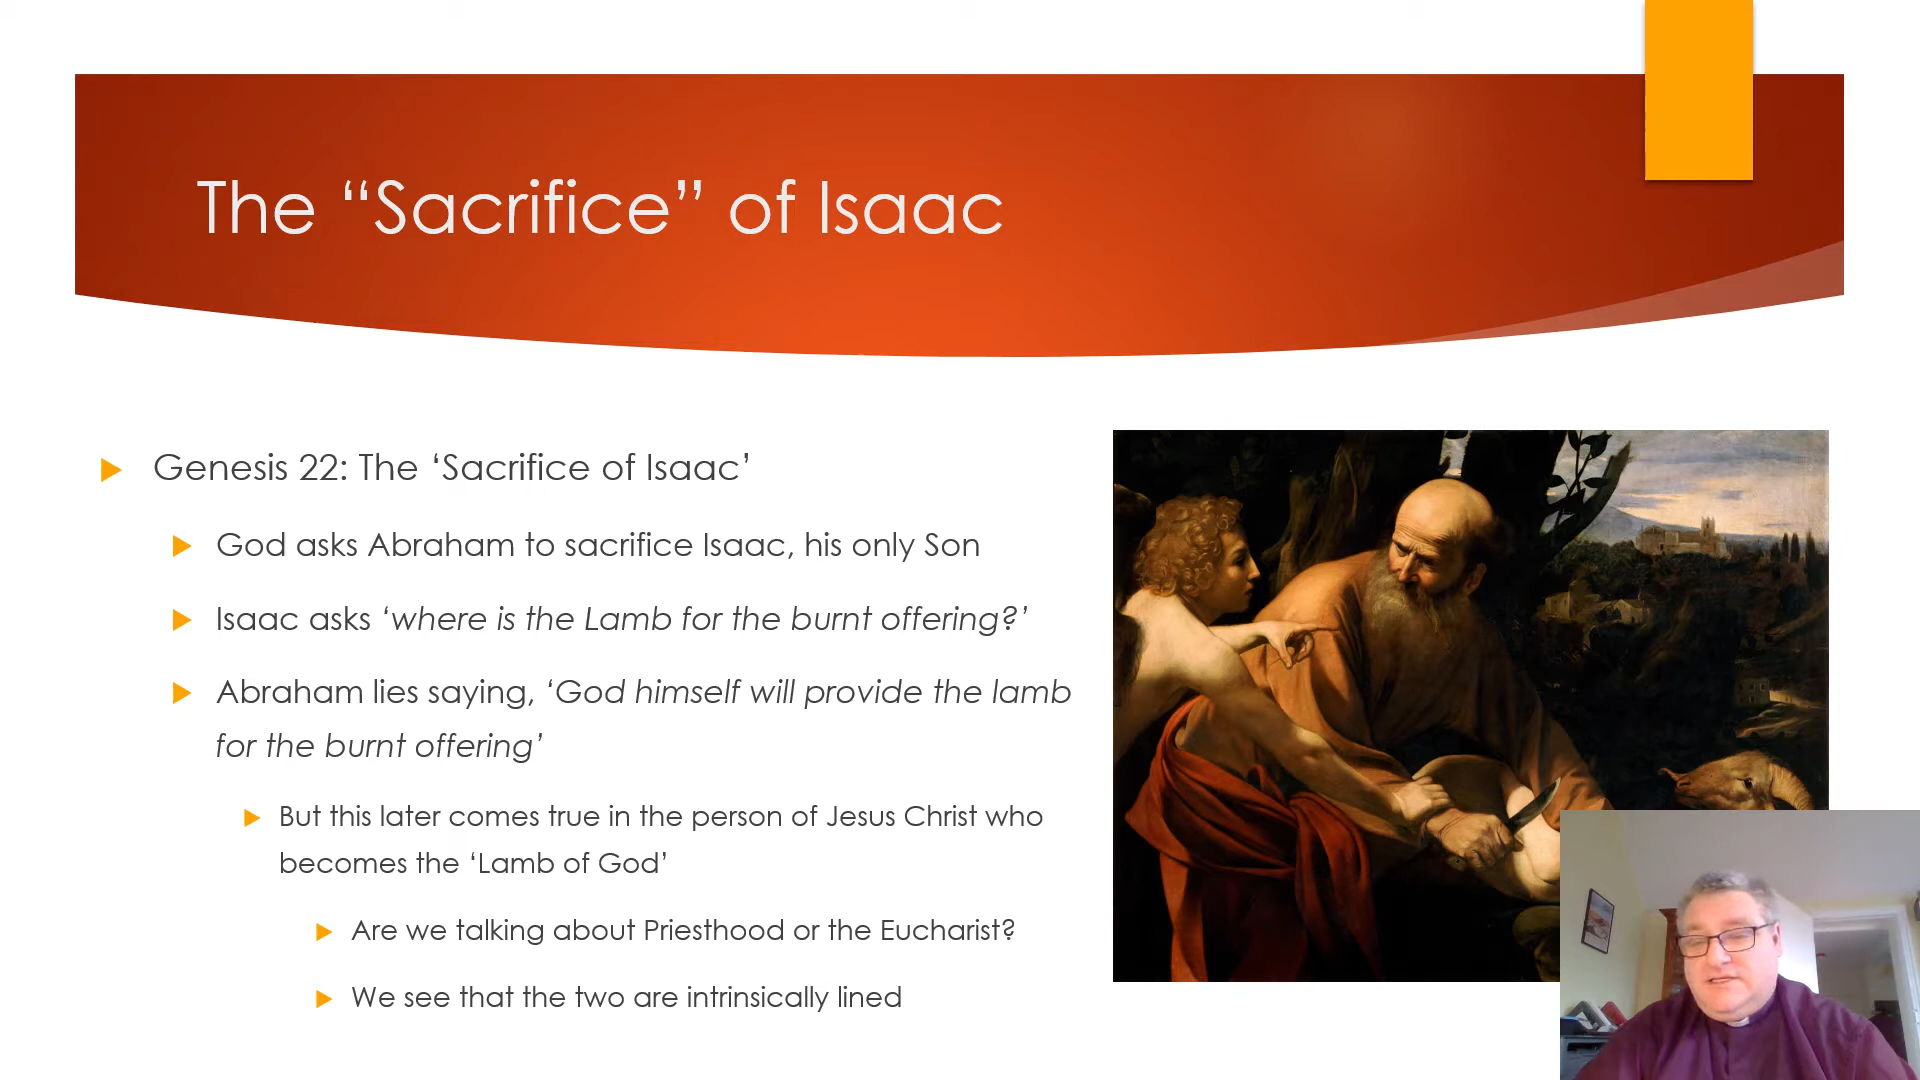 The “Sacrifice” of Isaac
Genesis 22: The ‘Sacrifice of Isaac’
God asks Abraham to sacrifice Isaac, his only Son
Isaac asks ‘where is the Lamb for the burnt offering?’
Abraham lies saying, ‘God himself will provide the lamb
for the burnt offering’
But this later comes true in the person of Jesus Christ who
becomes the ‘Lamb of God’
Are we talking about Priesthood or the Eucharist?
We see that the two are intrinsically lined